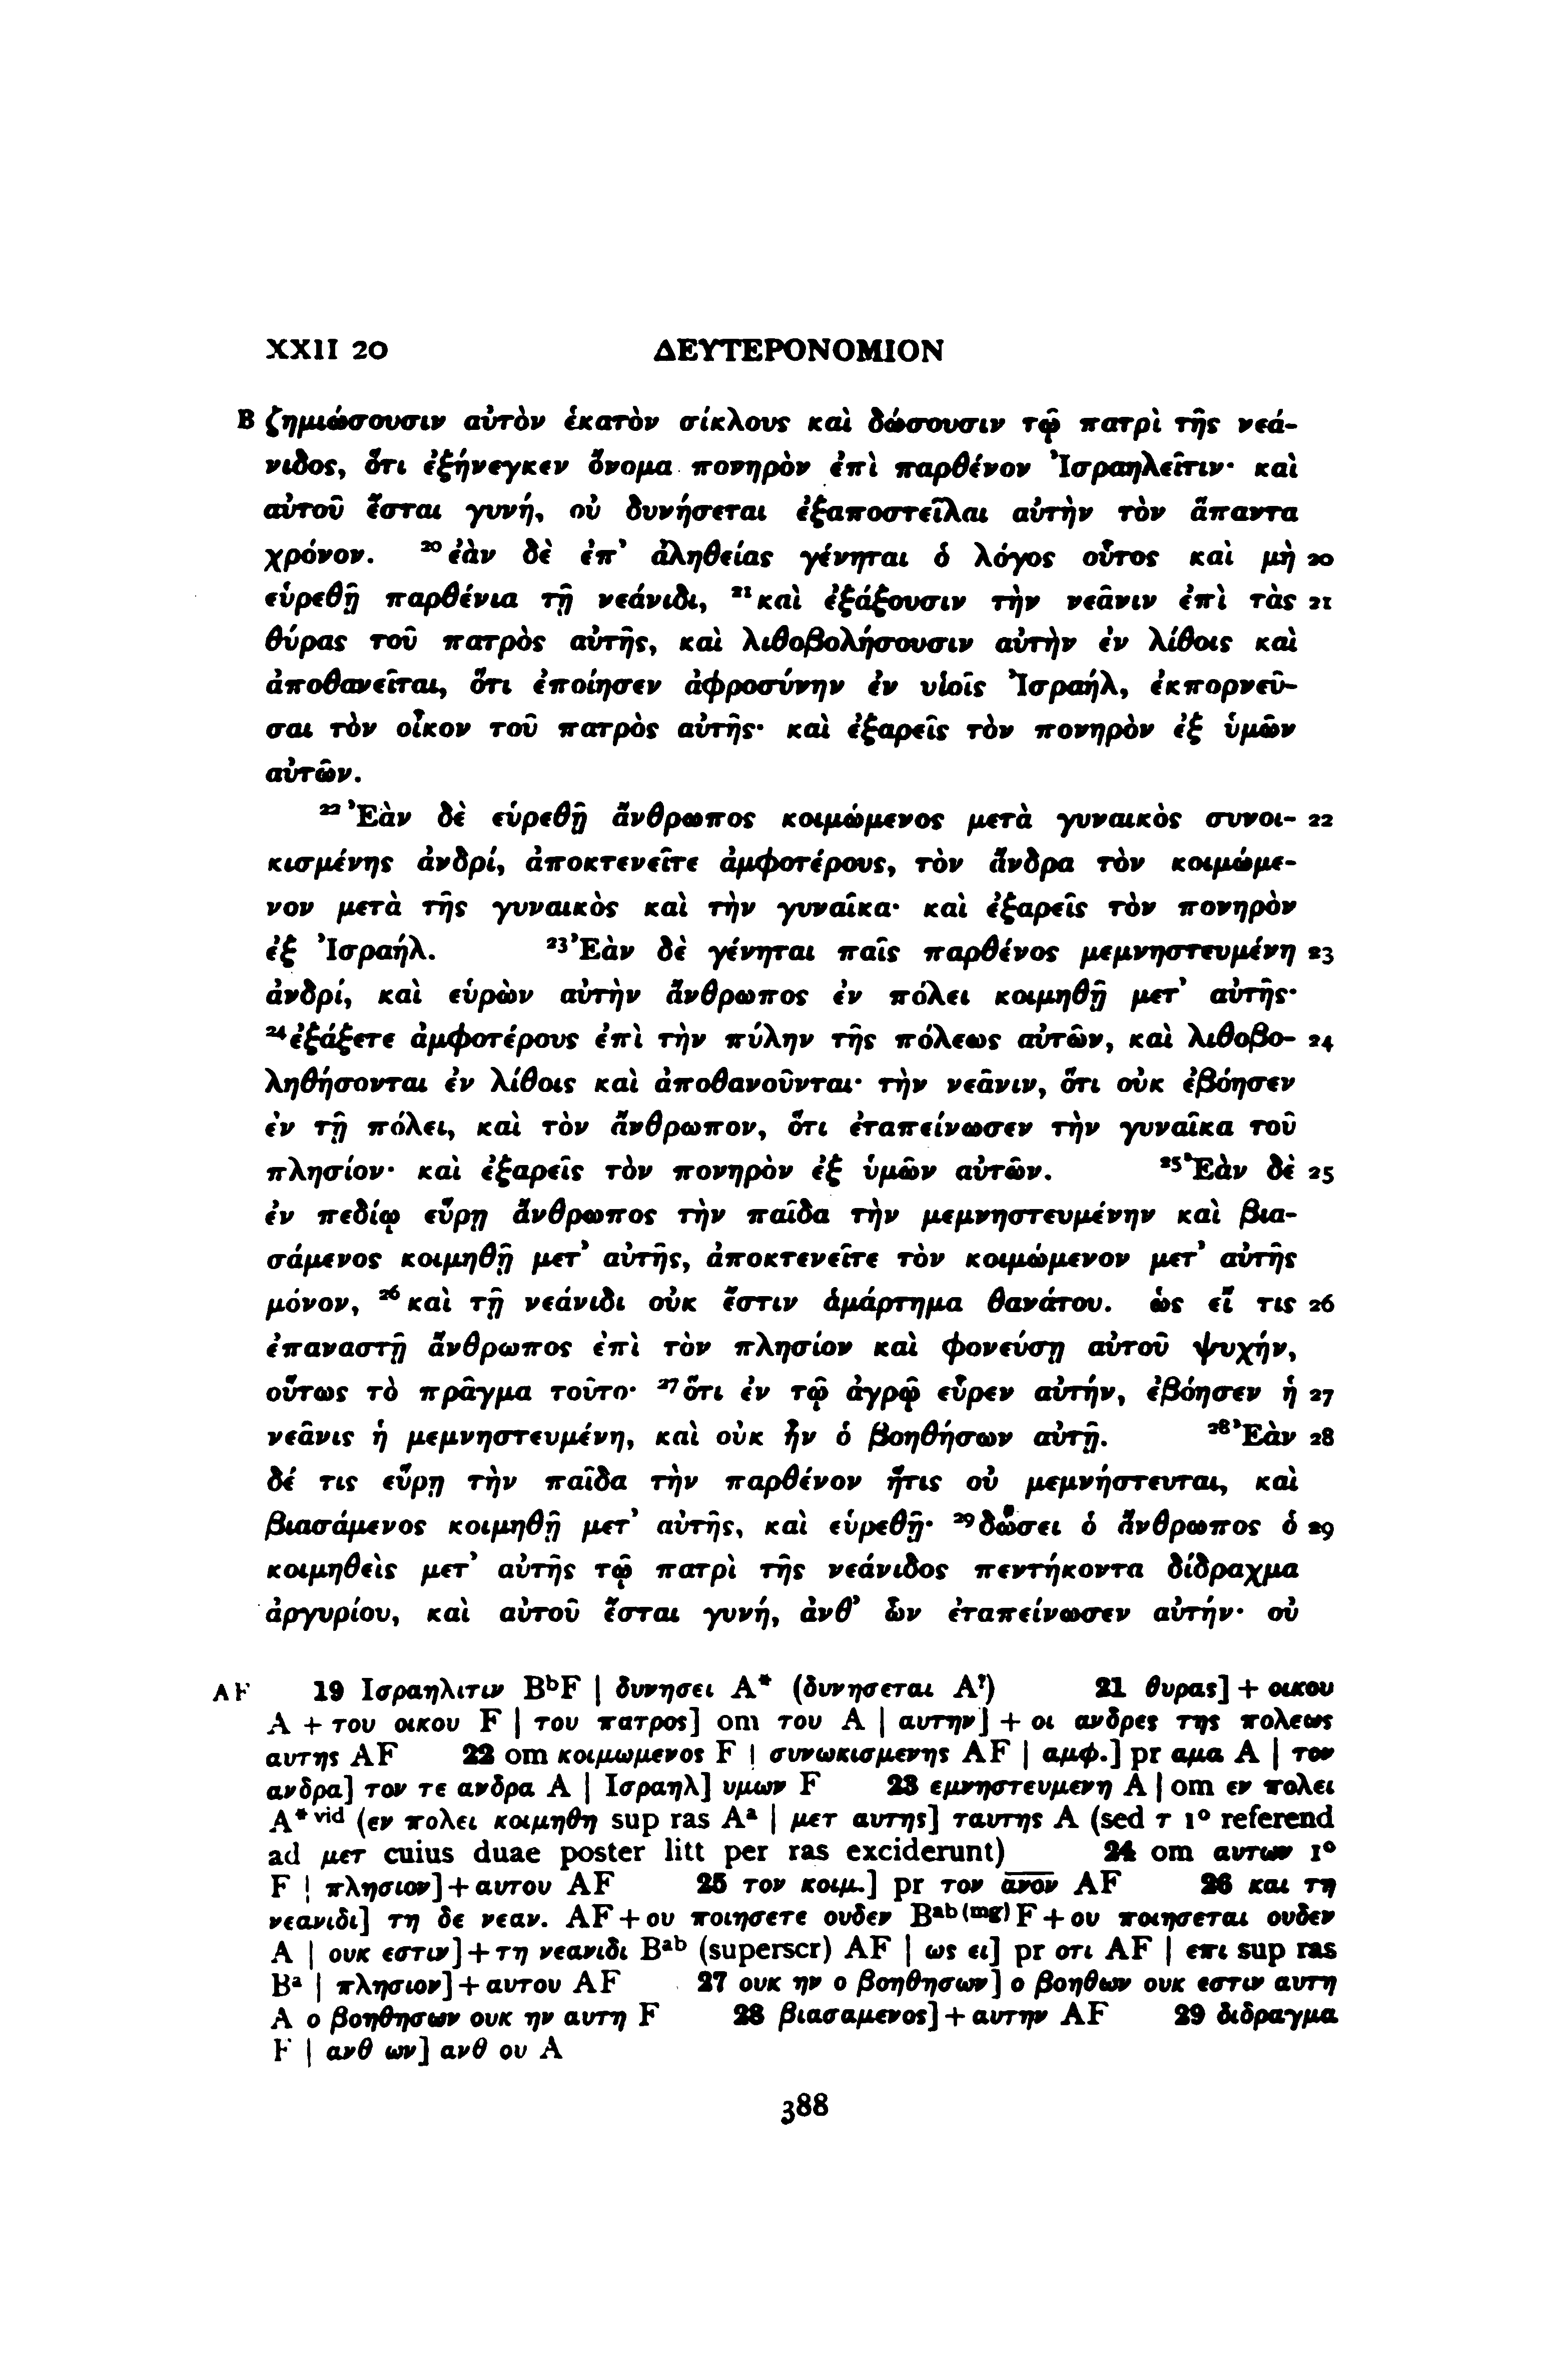 XXII 20 ΔΕΥΤΕΡΟΝΟΜΙΟΝ
B ζημιώσουσιν αὐτὸν ἑκατὸν σίκλους καὶ δώσουσιν τῷ πατρὶ τῆς νεά-
νιδος, ὅτι ἐξήνεγκεν ὄνομα πονηρὸν ἐπὶ παρθένον Ἰσραηλεῖτιν· καὶ
αὐτοῦ ἔσται γυνή, οὐ δυνήσεται ἐξαποστεῖλαι αὐτὴν τὸν ἅπαντα
χρόνον. ²⁰ἐὰν δὲ ἐπ’ ἀληθείας γένηται ὁ λόγος οὗτος καὶ μὴ 20
εὑρεθῇ παρθένια τῇ νεάνιδι, ²¹καὶ ἐξάξουσιν τὴν νεᾶνιν ἐπὶ τὰς 21
θύρας τοῦ πατρὸς αὐτῆς, καὶ λιθοβολήσουσιν αὐτὴν ἐν λίθοις καὶ
ἀποθανεῖται, ὅτι ἐποίησεν ἀφροσύνην ἐν υἱοῖς Ἰσραήλ, ἐκπορνεῦ-
σαι τὸν οἶκον τοῦ πατρὸς αὐτῆς· καὶ ἐξαρεῖς τὸν πονηρὸν ἐξ ὑμῶν
αὐτῶν.
²²Ἐὰν δὲ εὑρεθῇ ἄνθρωπος κοιμώμενος μετὰ γυναικὸς συνοι- 22
κισμένης ἀνδρί, ἀποκτενεῖτε ἀμφοτέρους, τὸν ἄνδρα τὸν κοιμώμε-
νον μετὰ τῆς γυναικὸς καὶ τὴν γυναῖκα· καὶ ἐξαρεῖς τὸν πονηρὸν
ἐξ Ἰσραήλ. ²³Ἐὰν δὲ γένηται παῖς παρθένος μεμνηστευμένη 23
ἀνδρί, καὶ εὑρὼν αὐτὴν ἄνθρωπος ἐν πόλει κοιμηθῇ μετ’ αὐτῆς·
²⁴ἐξάξετε ἀμφοτέρους ἐπὶ τὴν πύλην τῆς πόλεως αὐτῶν, καὶ λιθοβο- 24
ληθήσονται ἐν λίθοις καὶ ἀποθανοῦνται· τὴν νεᾶνιν, ὅτι οὐκ ἐβόησεν
ἐν τῇ πόλει, καὶ τὸν ἄνθρωπον, ὅτι ἐταπείνωσεν τὴν γυναῖκα τοῦ
πλησίον· καὶ ἐξαρεῖς τὸν πονηρὸν ἐξ ὑμῶν αὐτῶν. ²⁵Ἐὰν δὲ 25
ἐν πεδίῳ εὕρῃ ἄνθρωπος τὴν παῖδα τὴν μεμνηστευμένην καὶ βια-
σάμενος κοιμηθῇ μετ’ αὐτῆς, ἀποκτενεῖτε τὸν κοιμώμενον μετ’ αὐτῆς
μόνον, ²⁶καὶ τῇ νεάνιδι οὐκ ἔστιν ἁμάρτημα θανάτου. ὡς εἴ τις 26
ἐπαναστῇ ἄνθρωπος ἐπὶ τὸν πλησίον καὶ φονεύσῃ αὐτοῦ ψυχήν,
οὕτως τὸ πρᾶγμα τοῦτο· ²⁷ὅτι ἐν τῷ ἀγρῷ εὗρεν αὐτήν, ἐβόησεν ἡ 27
νεᾶνις ἡ μεμνηστευμένη, καὶ οὐκ ἦν ὁ βοηθήσων αὐτῇ. ²⁸Ἐὰν 28
δέ τις εὕρῃ τὴν παῖδα τὴν παρθένον ἥτις οὐ μεμνήστευται, καὶ
βιασάμενος κοιμηθῇ μετ’ αὐτῆς, καὶ εὑρεθῇ· ²⁹δώσει ὁ ἄνθρωπος ὁ 29
κοιμηθεὶς μετ’ αὐτῆς τῷ πατρὶ τῆς νεάνιδος πεντήκοντα δίδραχμα
ἀργυρίου, καὶ αὐτοῦ ἔσται γυνή, ἀνθ’ ὧν ἐταπείνωσεν αὐτήν· οὐ
AF 19 Ισραηλιτιν BᵇF | δυνησει A* (δυνησεται A?) 21 θυρας] + οικου
A + του οικου F | του πατρος] om του A | αυτην] + οι ανδρες της πολεως
αυτης AF 22 om κοιμωμενος F | συνωκισμενης AF | αμφ.] pr αμα A | τον
ανδρα] τον τε ανδρα A | Ισραηλ] υμων F 23 εμνηστευμενη A | om εν πολει
A*ᵛⁱᵈ (εν πολει κοιμηθη sup ras Aᵃ | μετ αυτης] ταυτης A (sed τ 1º referend
ad μετ cuius duae poster litt per ras exciderunt) 24 om αυτων 1º
F | πλησιον] + αυτου AF 25 τον κοιμ.] pr τον α̅ν̅ο̅ν̅ AF 26 και τη
νεανιδι] τη δε νεαν. AF + ου ποιησετε ουδεν Bᵃᵇ⁽ᵐᵍ⁾F + ου ποιησεται ουδεν
A | ουκ εστιν] + τη νεανιδι Bᵃᵇ (superscr) AF | ως ει] pr οτι AF | επι sup ras
Bᵃ | πλησιον] + αυτου AF 27 ουκ ην ο βοηθησων] ο βοηθων ουκ εστιν αυτη
A ο βοηθησων ουκ ην αυτη F 28 βιασαμενος] + αυτην AF 29 διδραγμα
F | ανθ ων] ανθ ου A
388